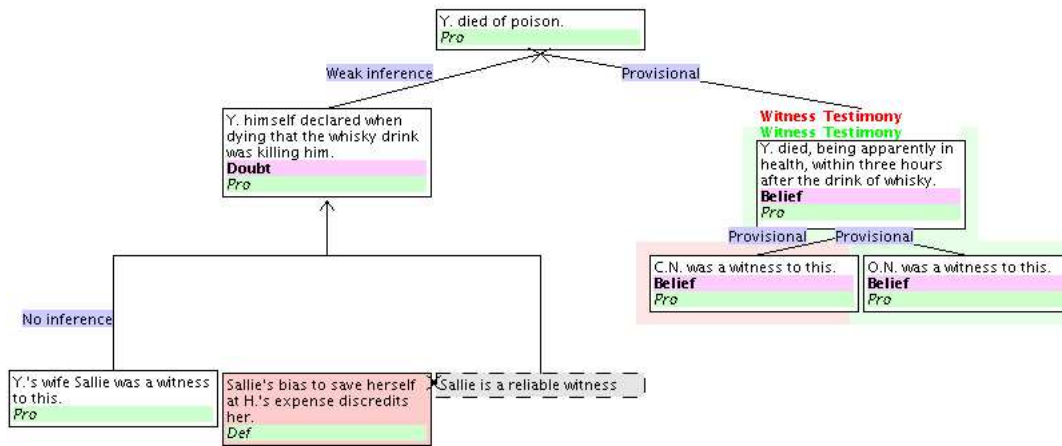 Y. died of poison.
Pro
Weak inference
Provisional
Y. himself declared when
dying that the whisky drink
was killing him.
Doubt
Pro
Witness Testimony
Witness Testimony
Y. died, being apparently in
health, within three hours
after the drink of whisky.
Belief
Pro
Provisional
Provisional
C.N. was a witness to this.
Belief
Pro
O.N. was a witness to this.
Belief
Pro
No inference
Y.'s wife Sallie was a witness
to this.
Pro
Sallie's bias to save herself
at H.'s expense discredits
her.
Def
Sallie is a reliable witness